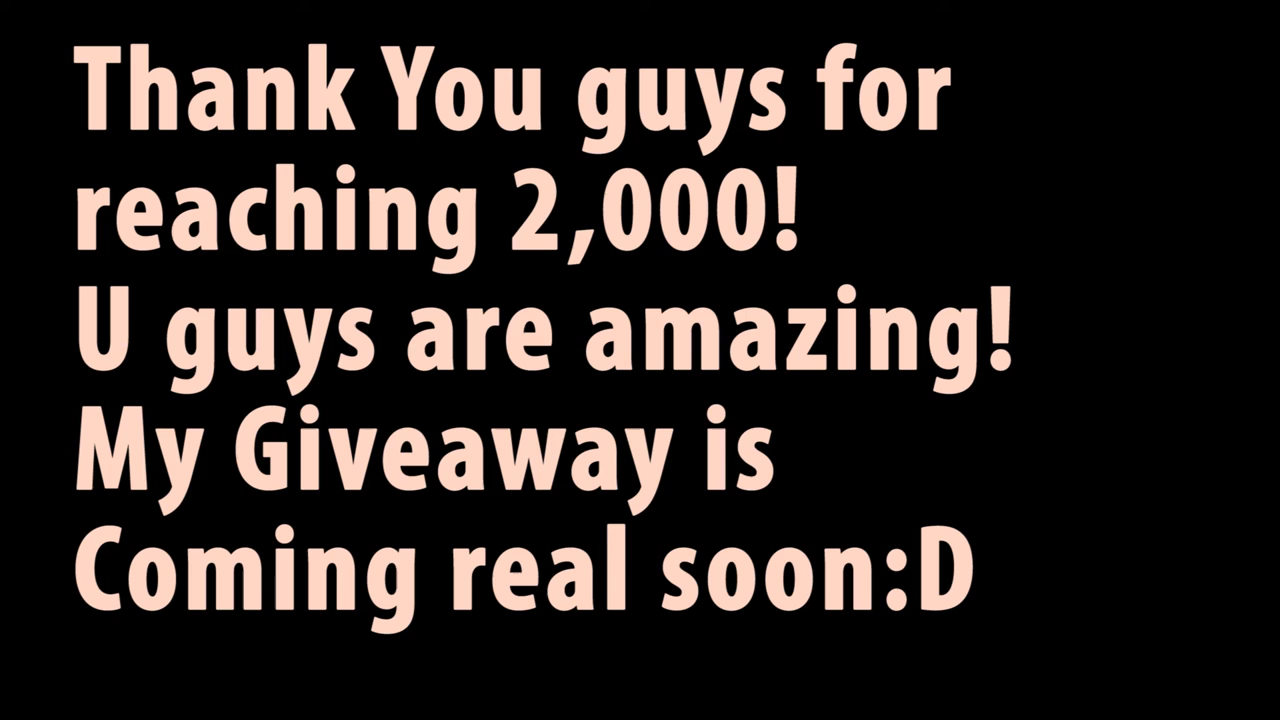 Thank You guys for
reaching 2,000!
U guys are amazing!
My Giveaway is
Coming real soon:D